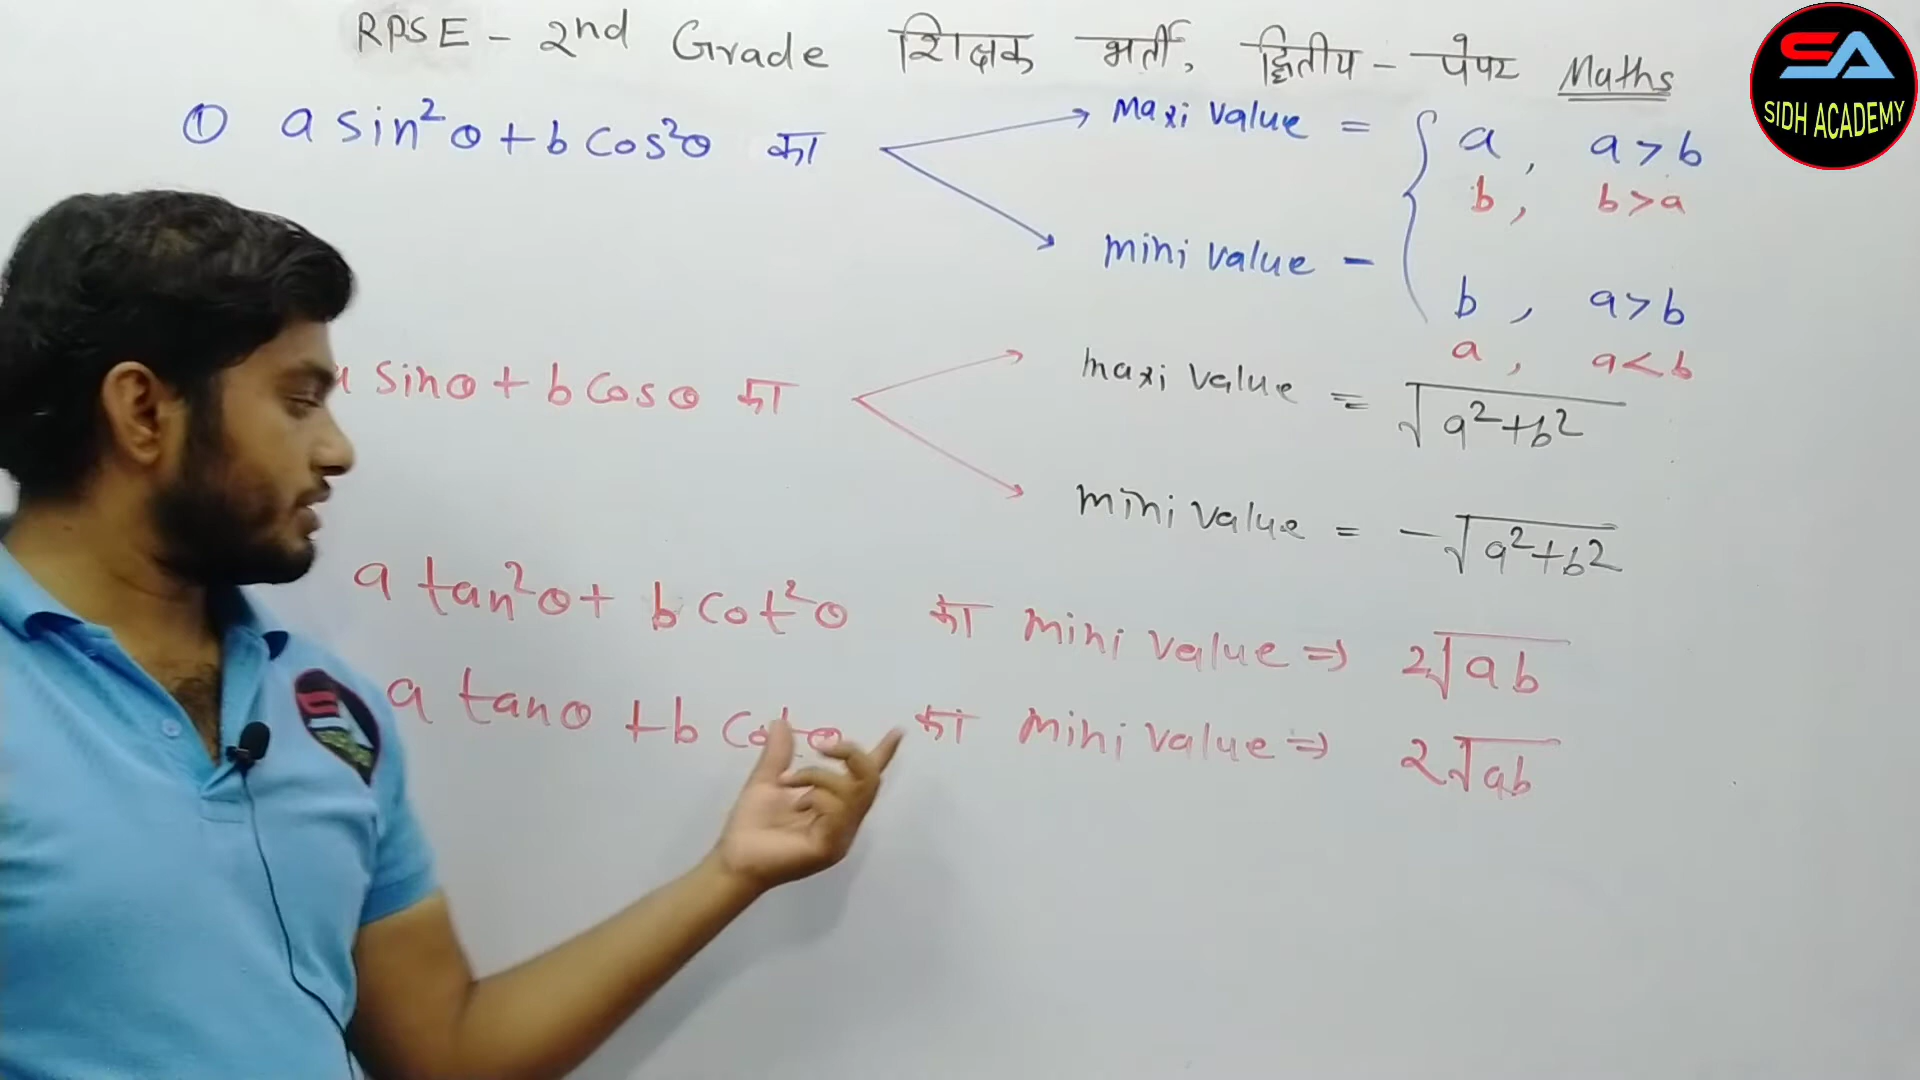 RPSE - 2nd Grade शिक्षक भर्ती, द्वितीय - पेपर Maths
SA
SIDH ACADEMY
① a sin²θ + b cos²θ का
maxi value = { a, a > b
b, b > a
mini value - b, a > b
a, a < b
a sinθ + b cosθ का
maxi value = √a²+b²
mini value = -√a²+b²
a tan²θ + b cot²θ का mini value ⇒ 2√ab
a tanθ + b cotθ का mini value ⇒ 2√ab